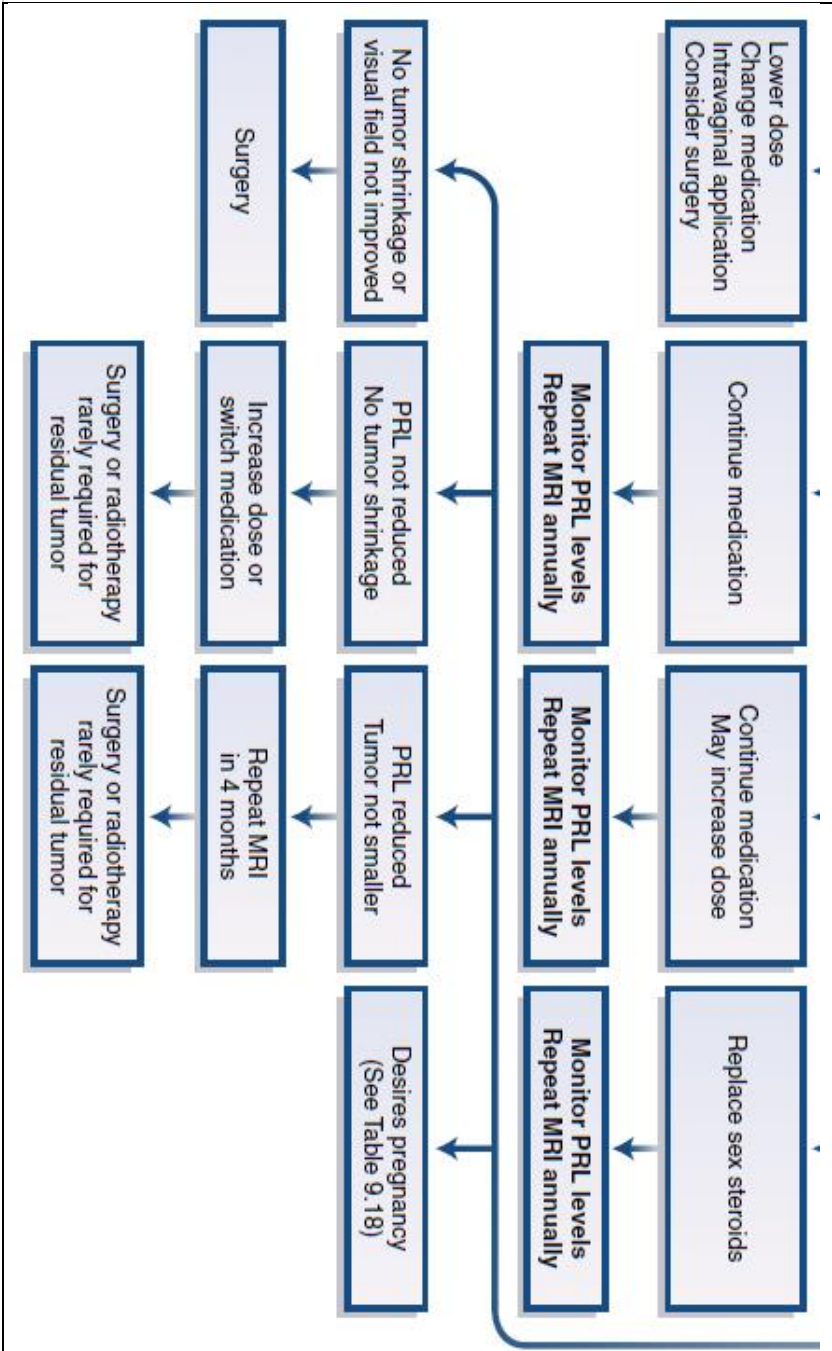 Lower dose
Change medication
Intravaginal application
Consider surgery
Continue medication
Continue medication
May increase dose
Replace sex steroids
Monitor PRL levels
Repeat MRI annually
Monitor PRL levels
Repeat MRI annually
Monitor PRL levels
Repeat MRI annually
No tumor shrinkage or
visual field not improved
PRL not reduced
No tumor shrinkage
PRL reduced
Tumor not smaller
Desires pregnancy
(See Table 9.18)
Surgery
Increase dose or
switch medication
Repeat MRI
in 4 months
Surgery or radiotherapy
rarely required for
residual tumor
Surgery or radiotherapy
rarely required for
residual tumor